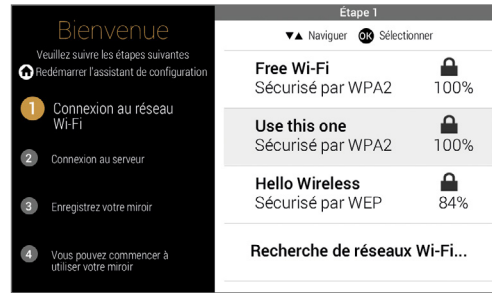 Bienvenue
Veuillez suivre les étapes suivantes
Redémarrer l'assistant de configuration
1 Connexion au réseau
Wi-Fi
2 Connexion au serveur
3 Enregistrez votre miroir
4 Vous pouvez commencer à
utiliser votre miroir
Étape 1
▼▲ Naviguer OK Sélectionner
Free Wi-Fi
Sécurisé par WPA2 100%
Use this one
Sécurisé par WPA2 100%
Hello Wireless
Sécurisé par WEP 84%
Recherche de réseaux Wi-Fi...